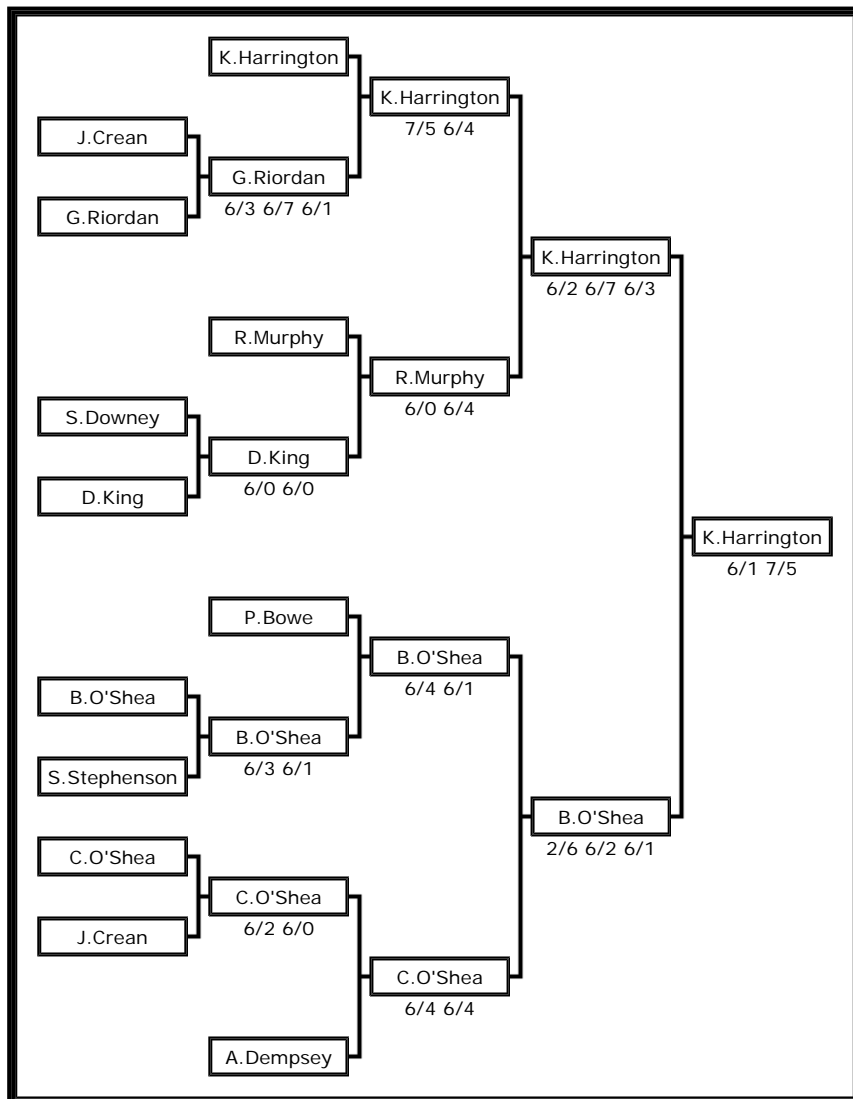 K.Harrington
K.Harrington
7/5 6/4
J.Crean
G.Riordan
6/3 6/7 6/1
G.Riordan
K.Harrington
6/2 6/7 6/3
R.Murphy
R.Murphy
6/0 6/4
S.Downey
D.King
6/0 6/0
D.King
K.Harrington
6/1 7/5
P.Bowe
B.O'Shea
6/4 6/1
B.O'Shea
B.O'Shea
6/3 6/1
S.Stephenson
B.O'Shea
2/6 6/2 6/1
C.O'Shea
C.O'Shea
6/2 6/0
J.Crean
C.O'Shea
6/4 6/4
A.Dempsey